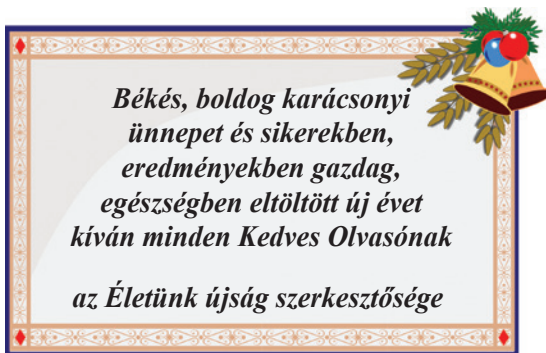 Békés, boldog karácsonyi
ünnepet és sikerekben,
eredményekben gazdag,
egészségben eltöltött új évet
kíván minden Kedves Olvasónak
az Életünk újság szerkesztősége